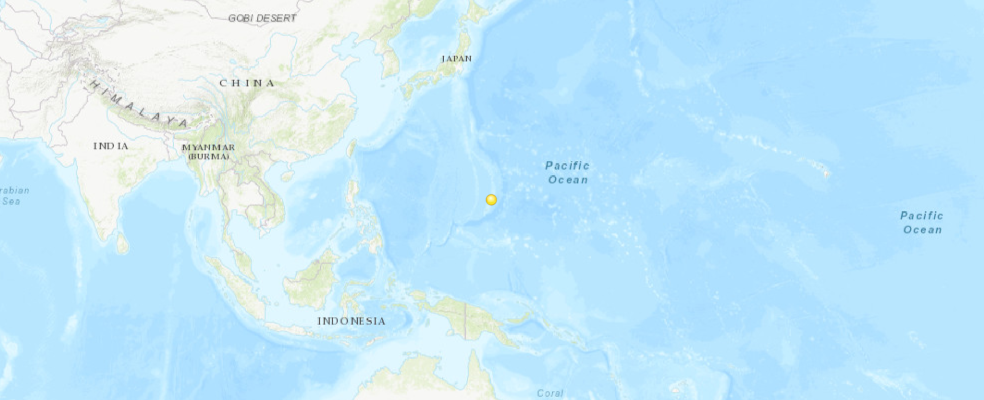 GOBI DESERT
JAPAN
CHINA
HIMALAYA
INDIA
MYANMAR
(BURMA)
Pacific
Ocean
rabian
Sea
Pacific
Ocean
INDONESIA
Coral